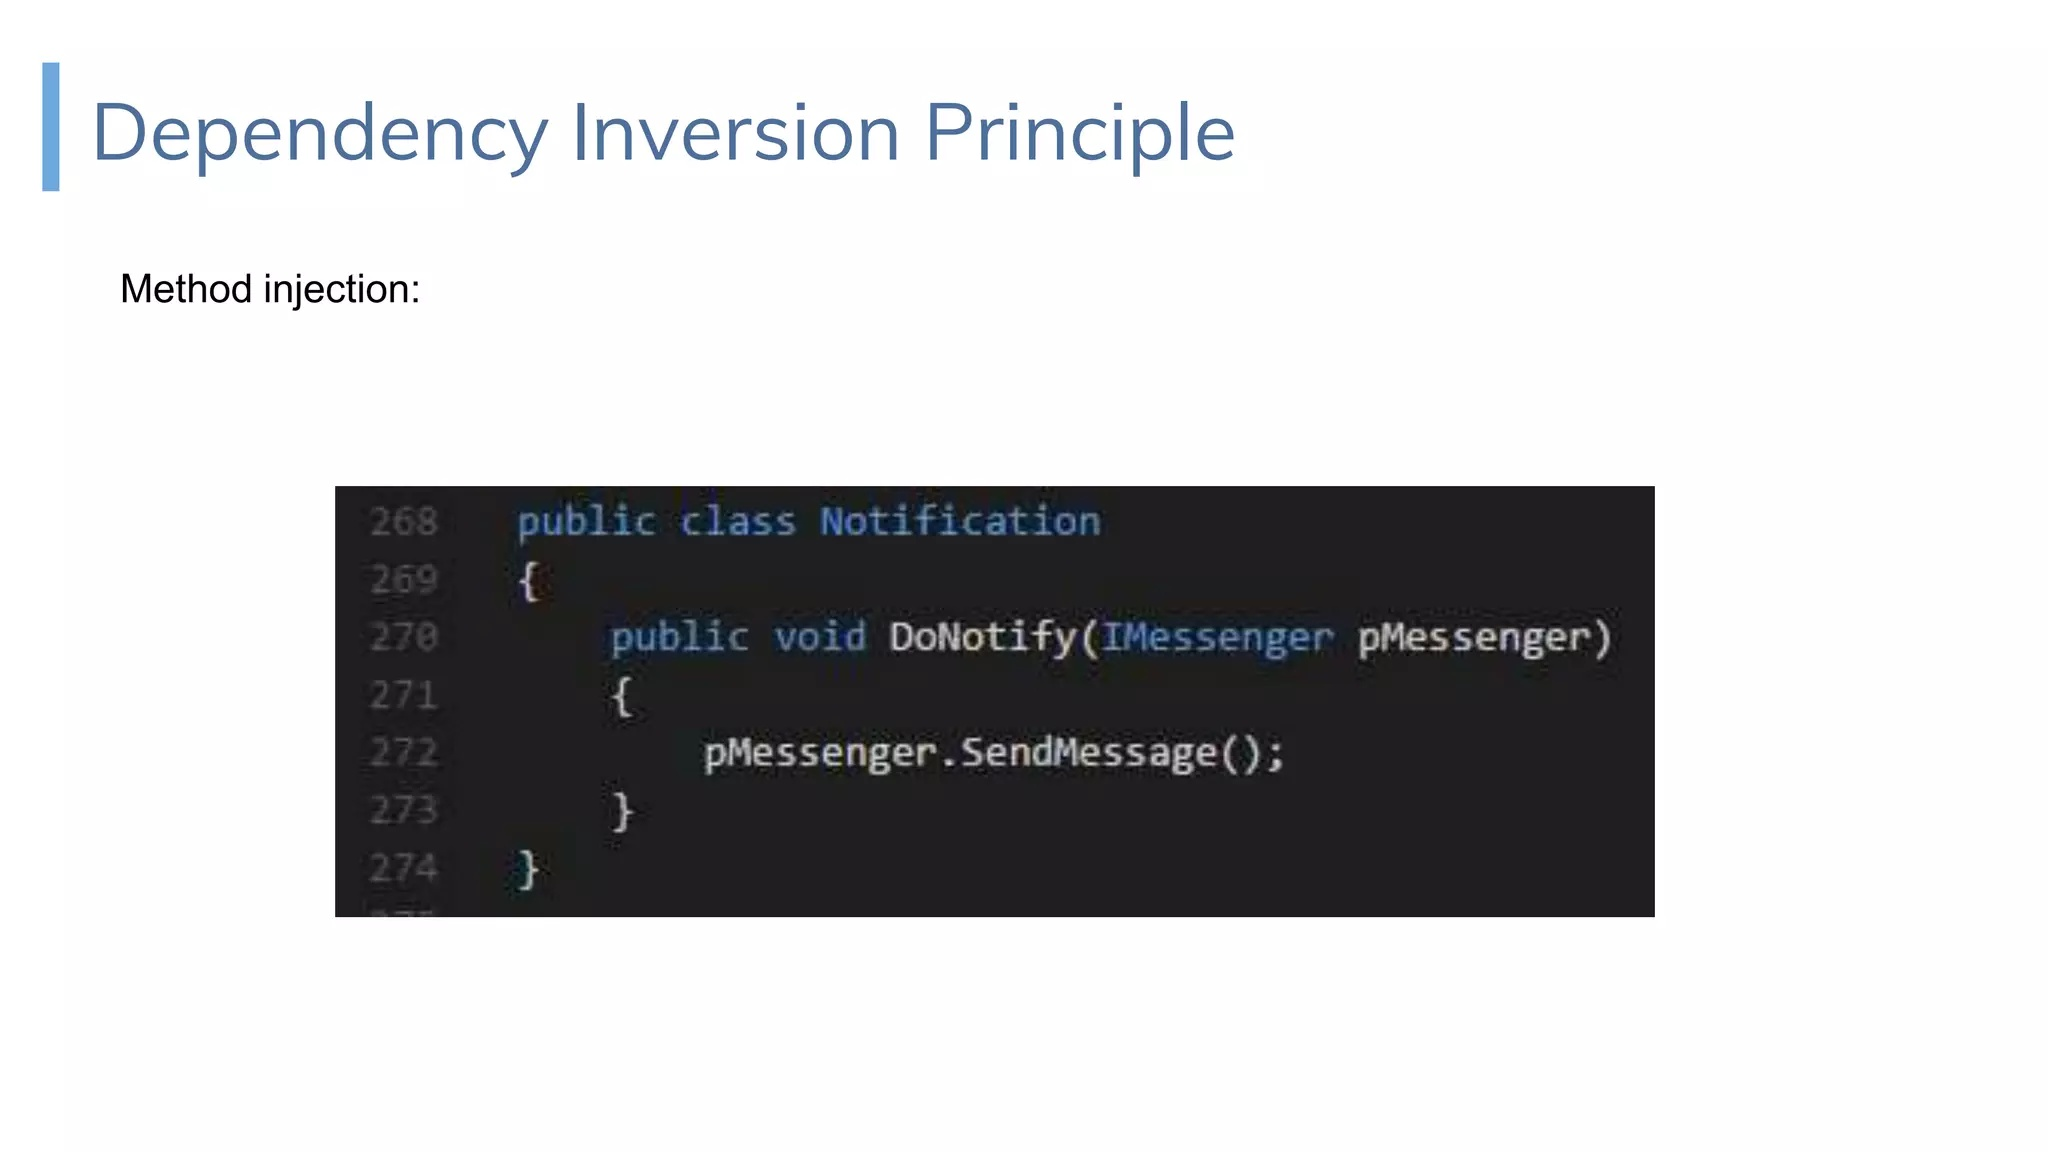 Dependency Inversion Principle
Method injection:
268 public class Notification
269 {
270 public void DoNotify(IMessenger pMessenger)
271 {
272 pMessenger.SendMessage();
273 }
274 }